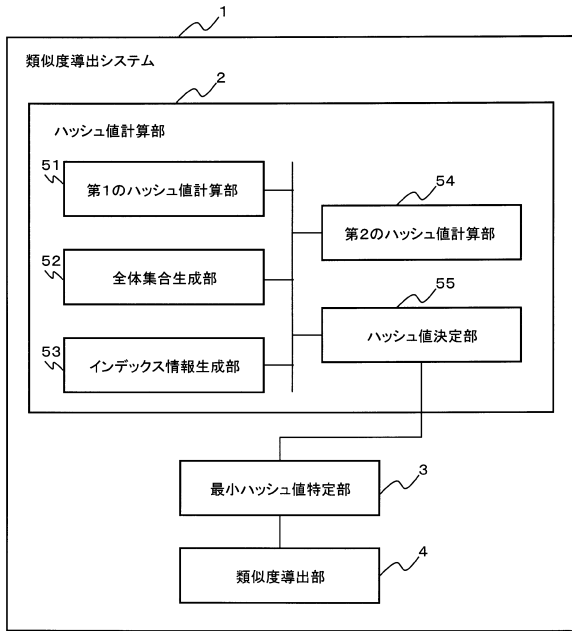 1
類似度導出システム
2
ハッシュ値計算部
51
第1のハッシュ値計算部
54
第2のハッシュ値計算部
52
全体集合生成部
55
ハッシュ値決定部
53
インデックス情報生成部
最小ハッシュ値特定部
3
類似度導出部
4